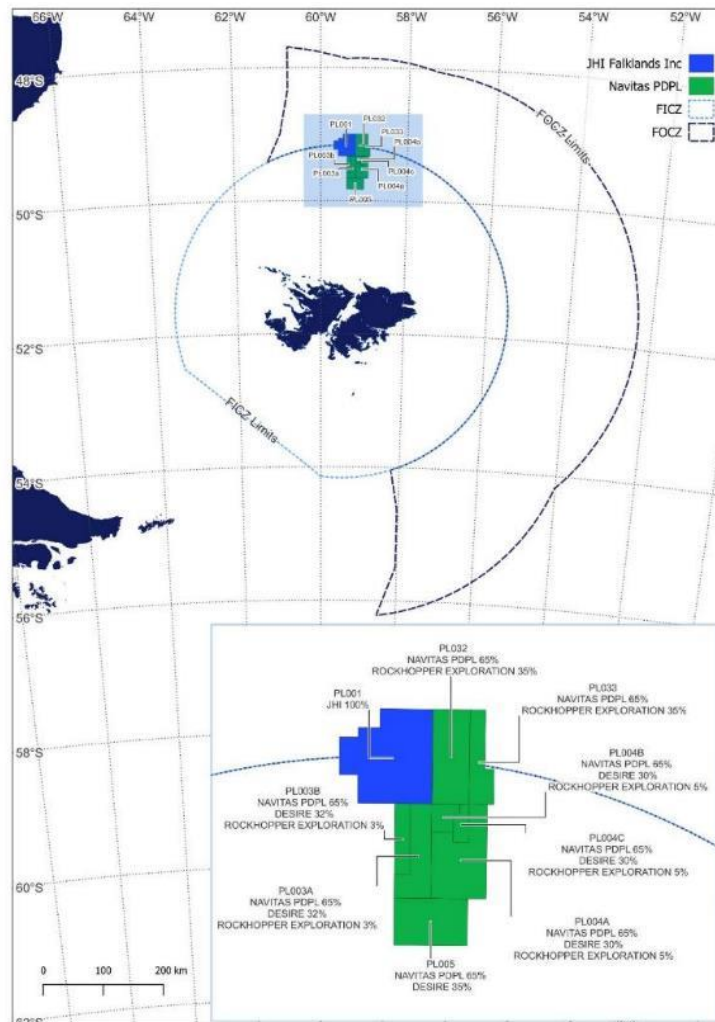 66°W
64°W
62°W
60°W
58°W
56°W
54°W
52°W
48°S
50°S
52°S
54°S
56°S
58°S
60°S
62°S
JHI Falklands Inc
Navitas PDPL
FICZ
FOCZ
FOCZ Limits
FOCZ Limits
FICZ Limits
PL001
PL032
PL033
PL004b
PL003b
PL004c
PL003a
PL004a
PL005
PL032
NAVITAS PDPL 65%
ROCKHOPPER EXPLORATION 35%
PL001
JHI 100%
PL033
NAVITAS PDPL 65%
ROCKHOPPER EXPLORATION 35%
PL004B
NAVITAS PDPL 65%
DESIRE 30%
ROCKHOPPER EXPLORATION 5%
PL003B
NAVITAS PDPL 65%
DESIRE 32%
ROCKHOPPER EXPLORATION 3%
PL004C
NAVITAS PDPL 65%
DESIRE 30%
ROCKHOPPER EXPLORATION 5%
PL003A
NAVITAS PDPL 65%
DESIRE 32%
ROCKHOPPER EXPLORATION 3%
PL004A
NAVITAS PDPL 65%
DESIRE 30%
ROCKHOPPER EXPLORATION 5%
PL005
NAVITAS PDPL 65%
DESIRE 35%
0 100 200 km